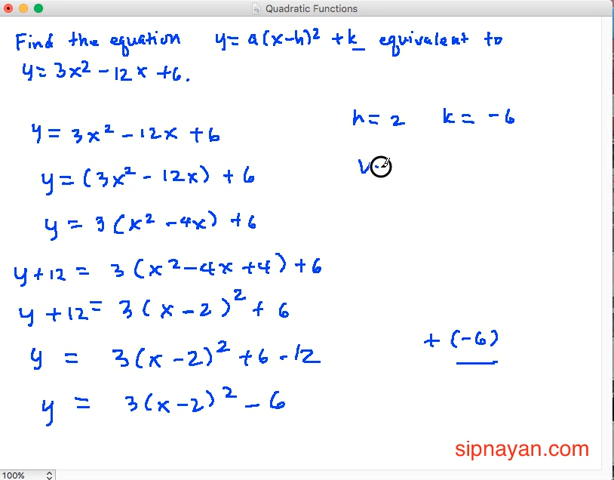 Quadratic Functions
Find the equation y = a(x-h)² + k equivalent to
y = 3x² - 12x + 6.
y = 3x² - 12x + 6
h = 2 k = -6
y = (3x² - 12x) + 6
y = 3(x² - 4x) + 6
y + 12 = 3(x² - 4x + 4) + 6
y + 12 = 3(x - 2)² + 6
+ (-6)
y = 3(x - 2)² + 6 - 12
y = 3(x - 2)² - 6
sipnayan.com
100%